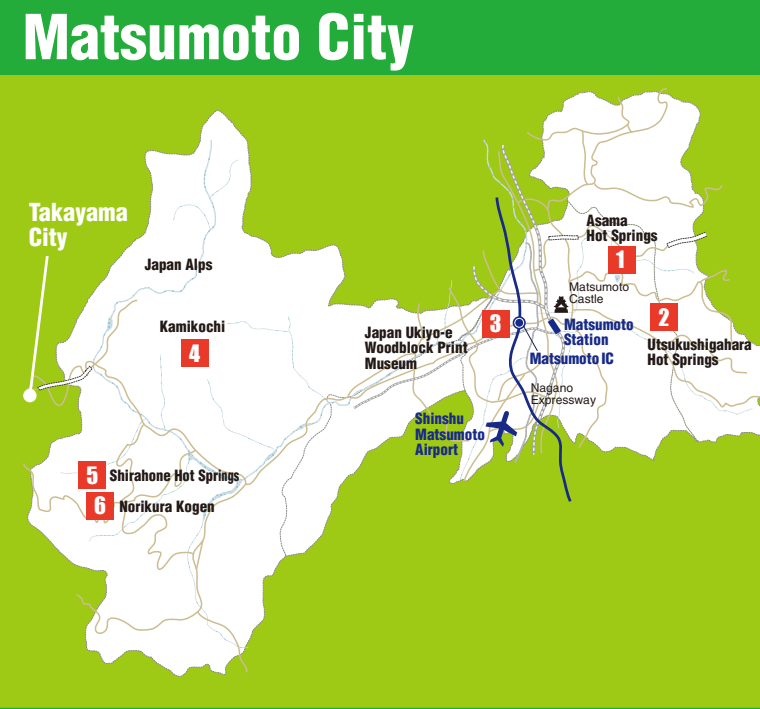 Matsumoto City
Takayama
City
Japan Alps
Kamikochi
4
Asama
Hot Springs
1
Matsumoto
Castle
2
3
Japan Ukiyo-e
Woodblock Print
Museum
Matsumoto
Station
Matsumoto IC
Utsukushigahara
Hot Springs
Nagano
Expressway
Shinshu
Matsumoto
Airport
5 Shirahone Hot Springs
6 Norikura Kogen